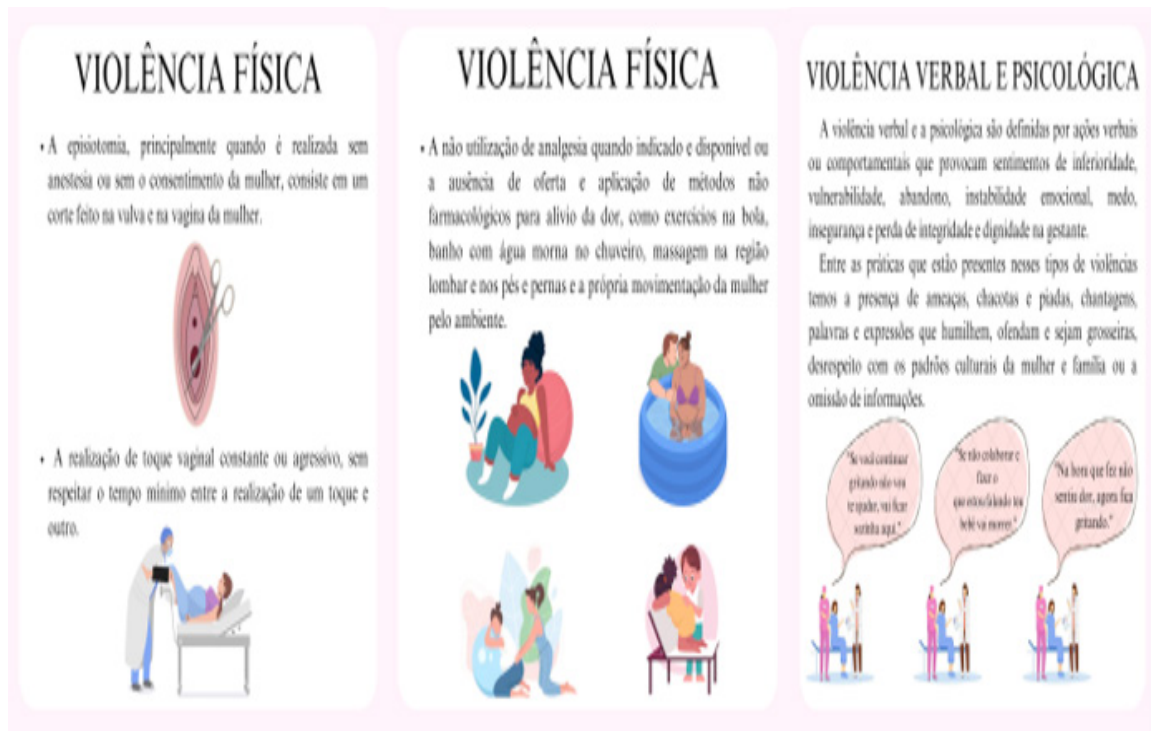 VIOLÊNCIA FÍSICA
• A episiotomia, principalmente quando é realizada sem
anestesia ou sem o consentimento da mulher, consiste em um
corte feito na vulva e na vagina da mulher.
• A realização de toque vaginal constante ou agressivo, sem
respeitar o tempo mínimo entre a realização de um toque e
outro.
VIOLÊNCIA FÍSICA
• A não utilização de analgesia quando indicado e disponível ou
a ausência de oferta e aplicação de métodos não
farmacológicos para alívio da dor, como exercícios na bola,
banho com água morna no chuveiro, massagem na região
lombar e nos pés e pernas e a própria movimentação da mulher
pelo ambiente.
VIOLÊNCIA VERBAL E PSICOLÓGICA
A violência verbal e a psicológica são definidas por ações verbais
ou comportamentais que provocam sentimentos de inferioridade,
vulnerabilidade, abandono, instabilidade emocional, medo,
insegurança e perda de integridade e dignidade na gestante.
Entre as práticas que estão presentes nesses tipos de violências
temos a presença de ameaças, chacotas e piadas, chantagens,
palavras e expressões que humilhem, ofendam e sejam grosseiras,
desrespeito com os padrões culturais da mulher e família ou a
omissão de informações.
"Se você continuar
gritando não vou
te ajudar, vai ficar
sozinha aqui."
"Se não colaborar e
fizer o
que estou falando teu
bebê vai morrer."
"Na hora que fez não
sentiu dor, agora fica
gritando."